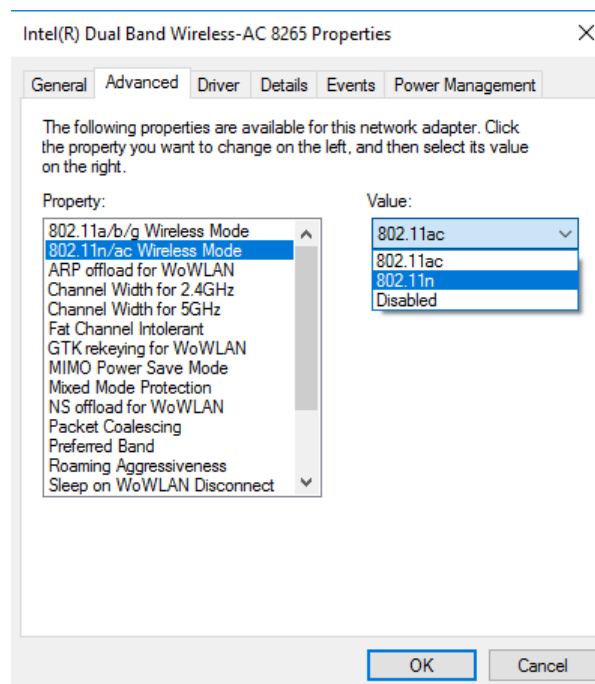 Intel(R) Dual Band Wireless-AC 8265 Properties
General Advanced Driver Details Events Power Management
The following properties are available for this network adapter. Click
the property you want to change on the left, and then select its value
on the right.
Property:
802.11a/b/g Wireless Mode
802.11n/ac Wireless Mode
ARP offload for WoWLAN
Channel Width for 2.4GHz
Channel Width for 5GHz
Fat Channel Intolerant
GTK rekeying for WoWLAN
MIMO Power Save Mode
Mixed Mode Protection
NS offload for WoWLAN
Packet Coalescing
Preferred Band
Roaming Aggressiveness
Sleep on WoWLAN Disconnect
Value:
802.11ac
802.11ac
802.11n
Disabled
OK Cancel